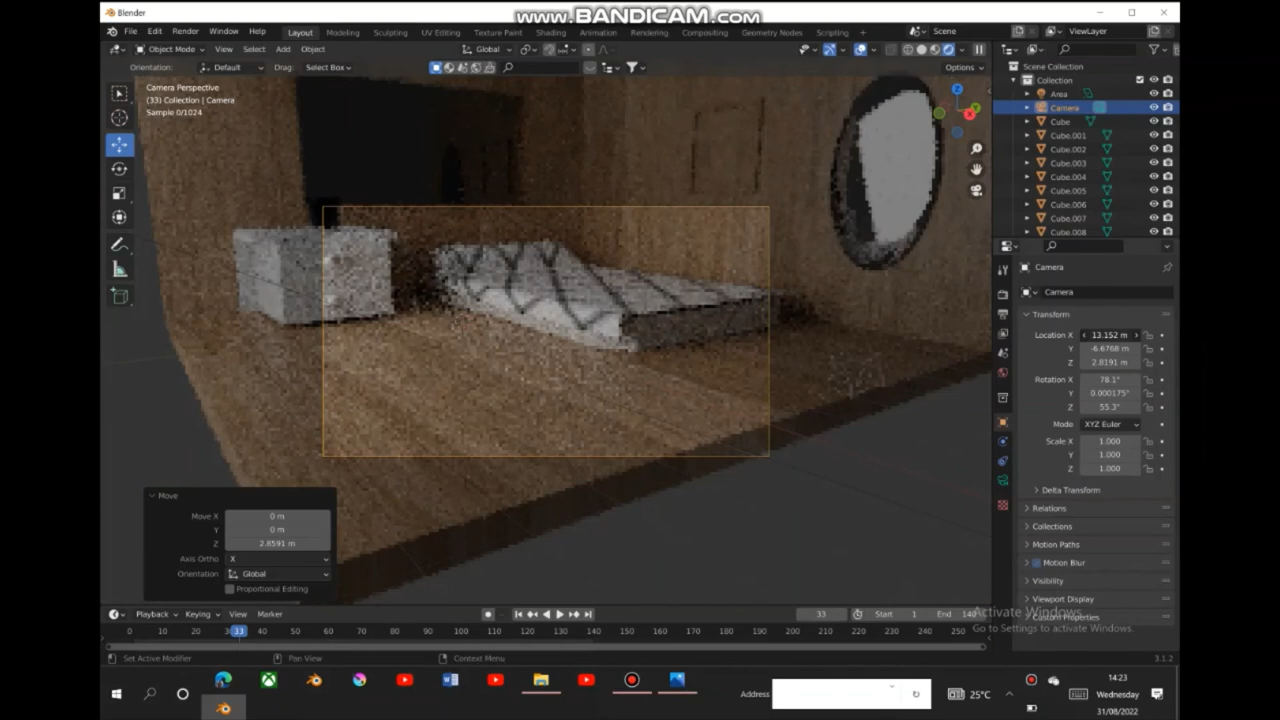 www.BANDICAM.com
Blender
File Edit Render Window Help Layout Modeling Sculpting UV Editing Texture Paint Shading Animation Rendering Compositing Geometry Nodes Scripting + Scene ViewLayer
Object Mode View Select Add Object Global
Orientation: Default Drag: Select Box Options
Camera Perspective
(33) Collection | Camera
Sample 0/1024
Scene Collection
Collection
Area
Camera
Cube
Cube.001
Cube.002
Cube.003
Cube.004
Cube.005
Cube.006
Cube.007
Cube.008
Camera
Camera
Transform
Location X 13.152 m
Y -6.6768 m
Z 2.8191 m
Rotation X 78.1°
Y 0.000175°
Z 55.3°
Mode XYZ Euler
Scale X 1.000
Y 1.000
Z 1.000
Delta Transform
Relations
Collections
Motion Paths
Motion Blur
Visibility
Viewport Display
Custom Properties
Move
Move X 0 m
Y 0 m
Z 2.8591 m
Axis Ortho X
Orientation Global
Proportional Editing
Activate Windows
Go to Settings to activate Windows.
Playback Keying View Marker 33 Start 1 End 140
0 10 20 33 40 50 60 70 80 90 100 110 120 130 140 150 160 170 180 190 200 210 220 230 240 250
Set Active Modifier Pan View Context Menu 3.1.2
Address 25°C
14:23
Wednesday
31/08/2022